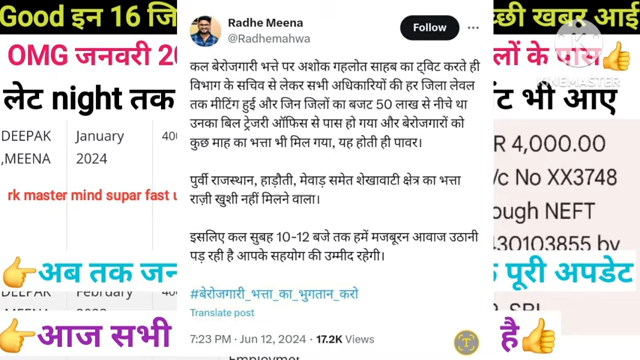 Good इन 16 जि
च्छी खबर आई
OMG जनवरी 20
लों के पास👍
लेट night तक
ट भी आए
KINEMASTER
DEEPAK
,MEENA
January
2024
400
rk master mind supar fast u
R 4,000.00
/c No XX3748
ough NEFT
430103855 by
👉अब तक जन
क पूरी अपडेट
DEEPAK
February
400
👉आज सभी
है👍
Radhe Meena
@Radhemahwa
Follow
कल बेरोजगारी भत्ते पर अशोक गहलोत साहब का ट्विट करते ही
विभाग के सचिव से लेकर सभी अधिकारियों की हर जिला लेवल
तक मीटिंग हुई और जिन जिलों का बजट 50 लाख से नीचे था
उनका बिल ट्रेजरी ऑफिस से पास हो गया और बेरोजगारों को
कुछ माह का भत्ता भी मिल गया, यह होती ही पावर।
पुर्वी राजस्थान, हाड़ौती, मेवाड़ समेत शेखावाटी क्षेत्र का भत्ता
राज़ी खुशी नहीं मिलने वाला।
इसलिए कल सुबह 10-12 बजे तक हमें मजबूरन आवाज उठानी
पड़ रही है आपके सहयोग की उम्मीद रहेगी।
#बेरोजगारी_भत्ता_का_भुगतान_करो
Translate post
7:23 PM · Jun 12, 2024 · 17.2K Views